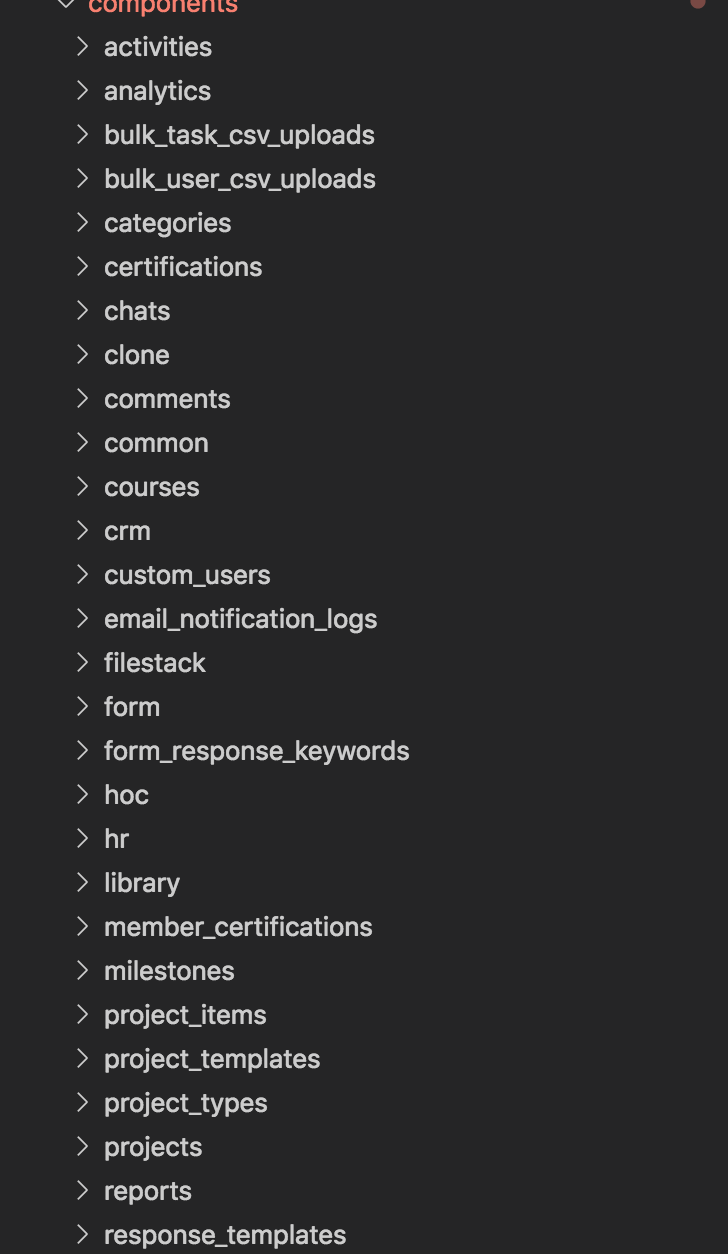 components
activities
analytics
bulk_task_csv_uploads
bulk_user_csv_uploads
categories
certifications
chats
clone
comments
common
courses
crm
custom_users
email_notification_logs
filestack
form
form_response_keywords
hoc
hr
library
member_certifications
milestones
project_items
project_templates
project_types
projects
reports
response_templates